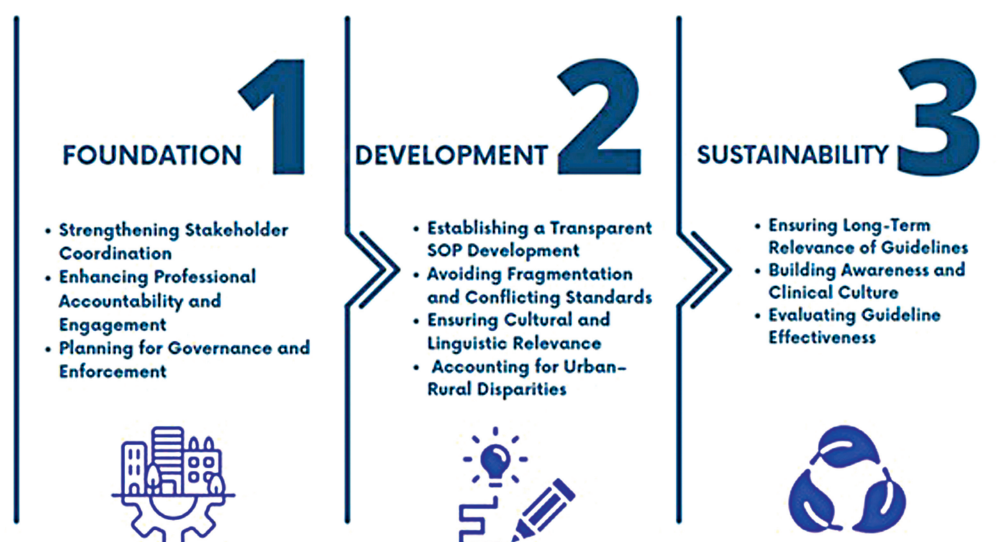 FOUNDATION 1
• Strengthening Stakeholder
Coordination
• Enhancing Professional
Accountability and
Engagement
• Planning for Governance and
Enforcement
DEVELOPMENT 2
• Establishing a Transparent
SOP Development
• Avoiding Fragmentation
and Conflicting Standards
• Ensuring Cultural and
Linguistic Relevance
• Accounting for Urban–
Rural Disparities
SUSTAINABILITY 3
• Ensuring Long-Term
Relevance of Guidelines
• Building Awareness and
Clinical Culture
• Evaluating Guideline
Effectiveness